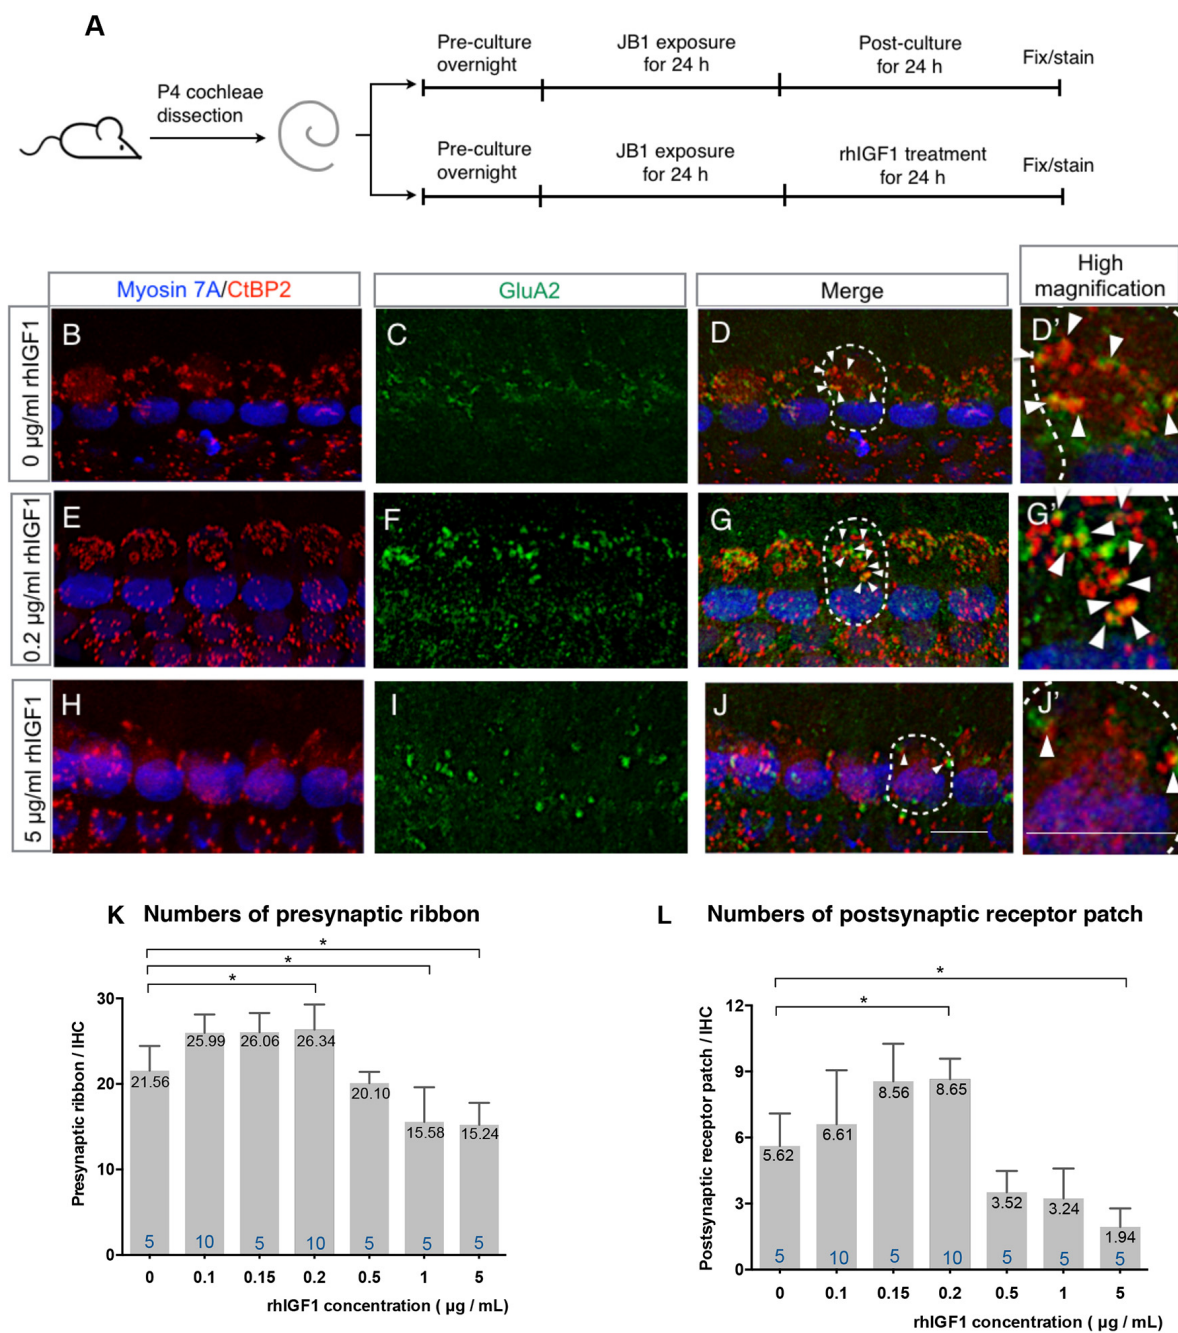 A
P4 cochleae
dissection
Pre-culture
overnight
JB1 exposure
for 24 h
Post-culture
for 24 h
Fix/stain
Pre-culture
overnight
JB1 exposure
for 24 h
rhIGF1 treatment
for 24 h
Fix/stain
Myosin 7A/CtBP2
GluA2
Merge
High
magnification
0 µg/ml rhIGF1
B
C
D
D'
0.2 µg/ml rhIGF1
E
F
G
G'
5 µg/ml rhIGF1
H
I
J
J'
K Numbers of presynaptic ribbon
*
*
*
Presynaptic ribbon / IHC
30
20
10
0
21.56
25.99
26.06
26.34
20.10
15.58
15.24
5 10 5 10 5 5 5
0 0.1 0.15 0.2 0.5 1 5
rhIGF1 concentration ( µg / mL)
L Numbers of postsynaptic receptor patch
*
*
Postsynaptic receptor patch / IHC
12
9
6
3
0
5.62
6.61
8.56
8.65
3.52
3.24
1.94
5 10 5 10 5 5 5
0 0.1 0.15 0.2 0.5 1 5
rhIGF1 concentration ( µg / mL)